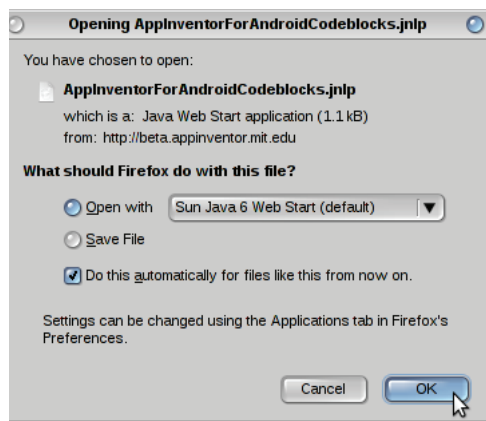 Opening AppInventorForAndroidCodeblocks.jnlp
You have chosen to open:
AppInventorForAndroidCodeblocks.jnlp
which is a: Java Web Start application (1.1 kB)
from: http://beta.appinventor.mit.edu
What should Firefox do with this file?
Open with Sun Java 6 Web Start (default)
Save File
Do this automatically for files like this from now on.
Settings can be changed using the Applications tab in Firefox's
Preferences.
Cancel OK